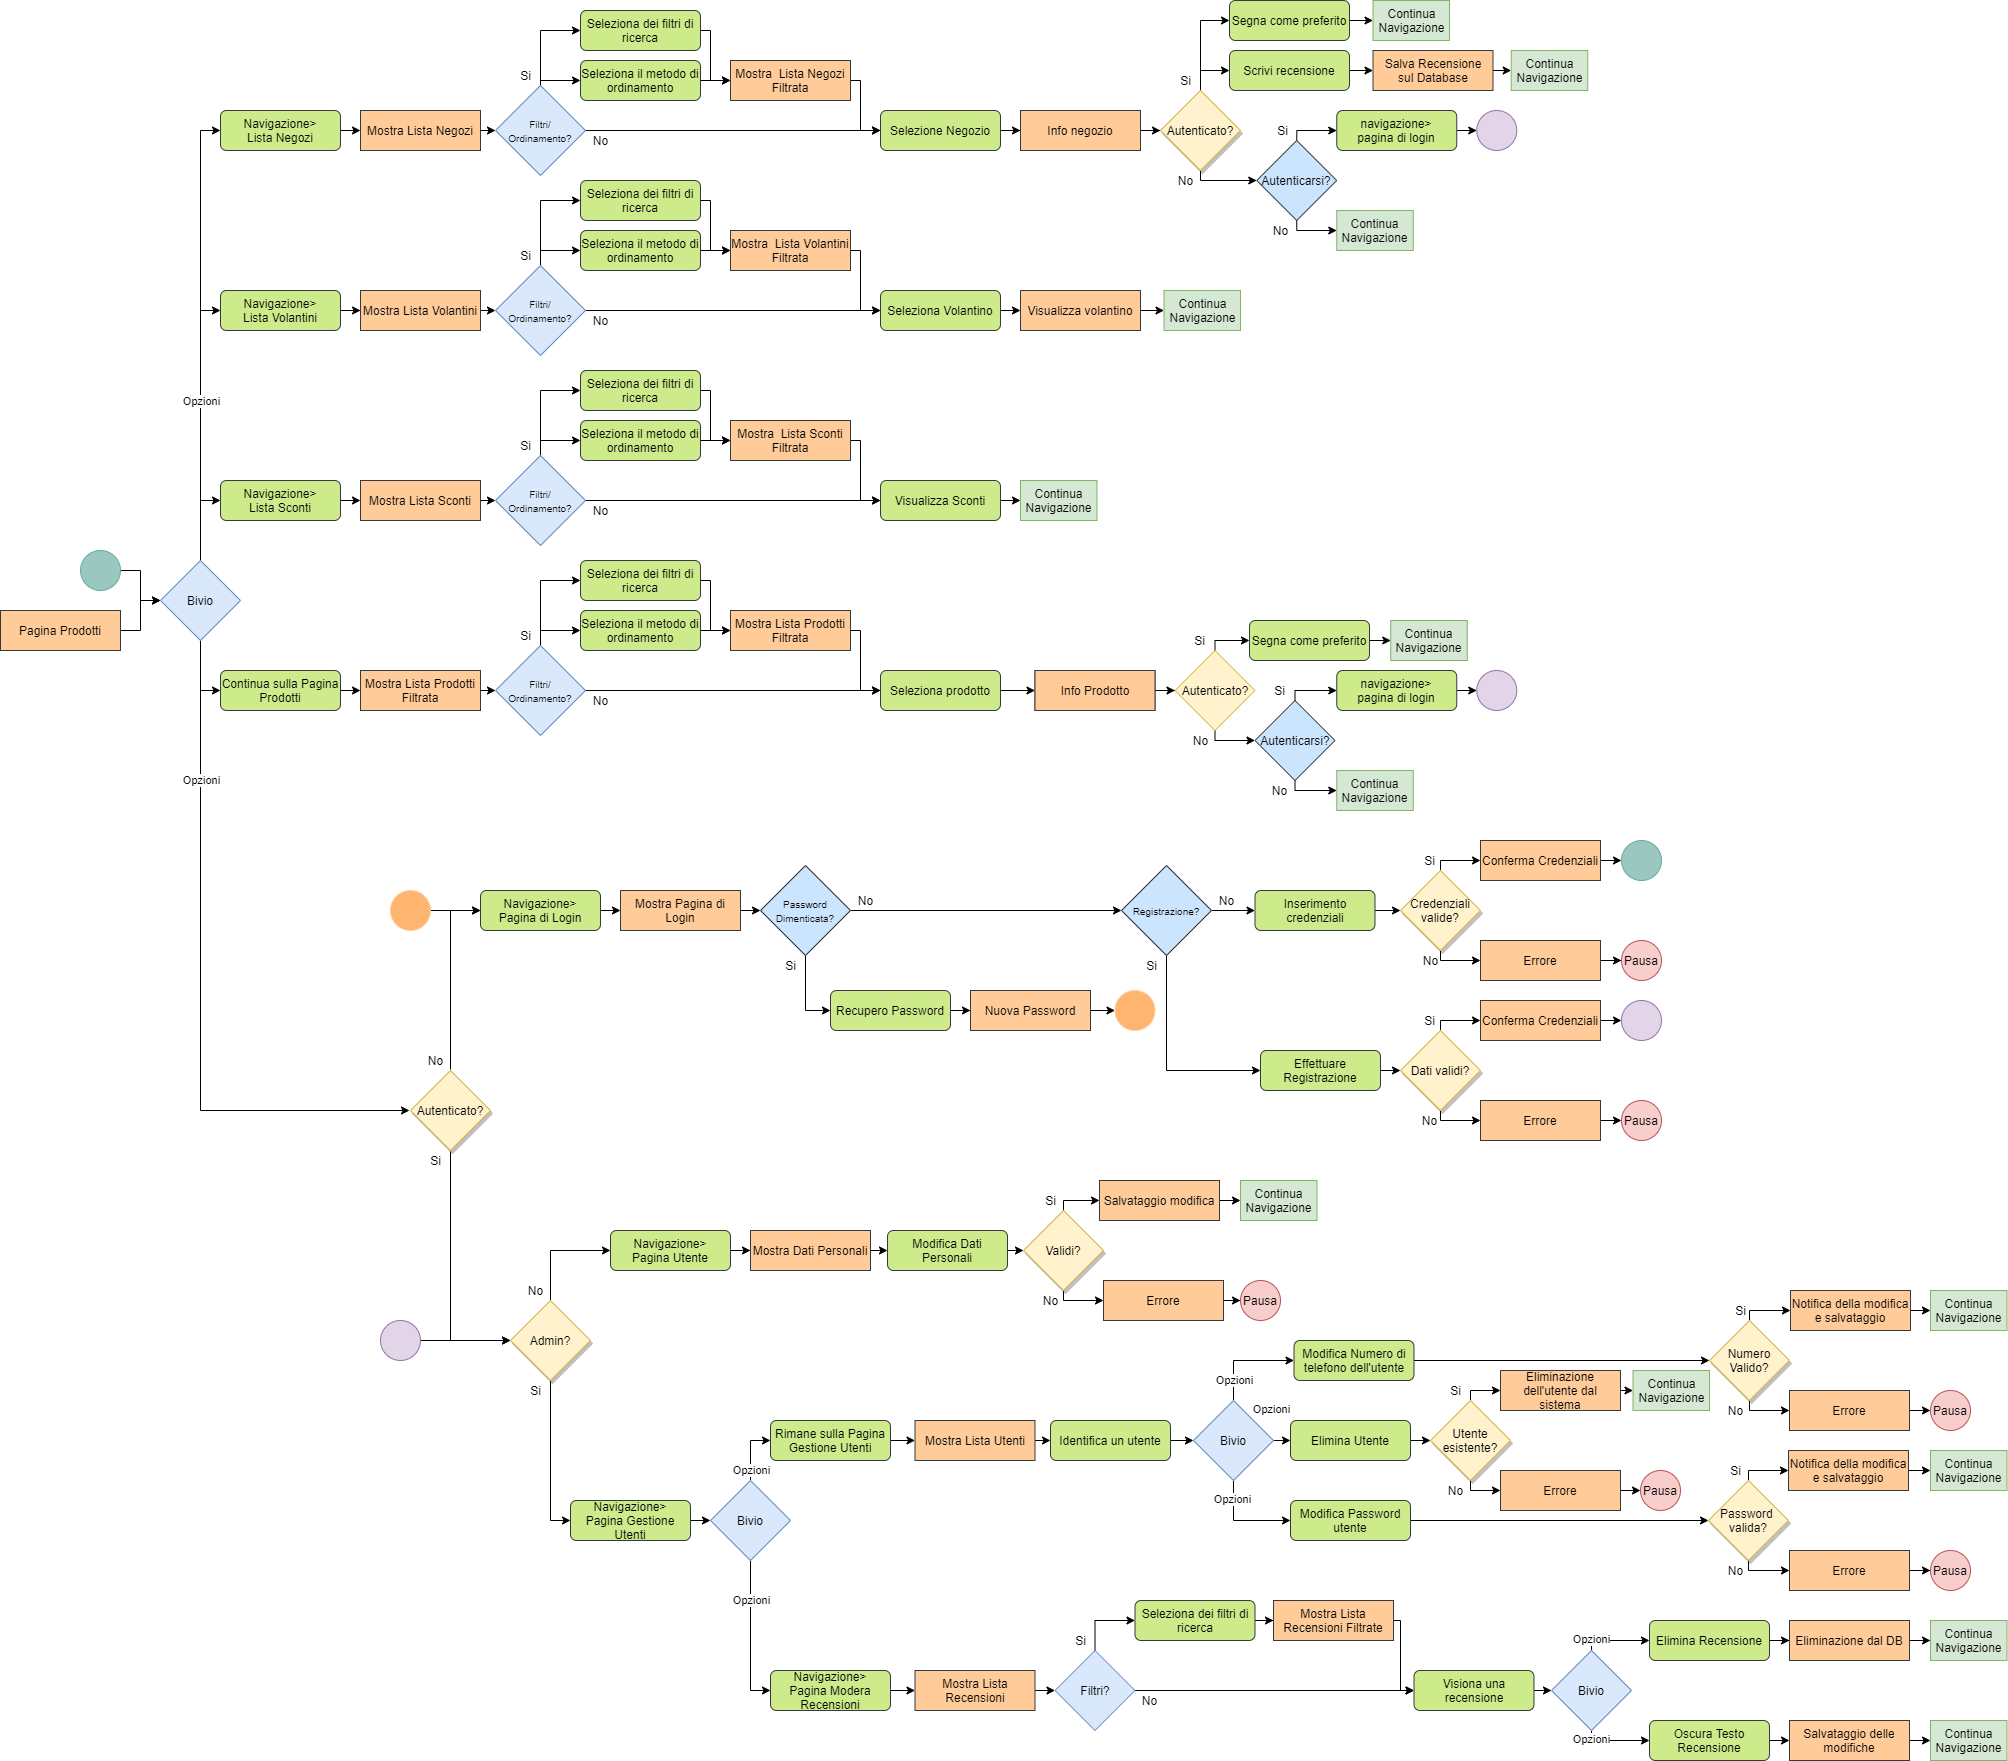 Seleziona dei filtri di
ricerca
Si
Seleziona il metodo di
ordinamento
Mostra  Lista Negozi
Filtrata
Navigazione>
Lista Negozi
Mostra Lista Negozi
Filtri/
Ordinamento?
No
Selezione Negozio
Info negozio
Autenticato?
Si
Segna come preferito
Continua
Navigazione
Scrivi recensione
Salva Recensione
sul Database
Continua
Navigazione
No
Autenticarsi?
Si
navigazione>
pagina di login
No
Continua
Navigazione
Seleziona dei filtri di
ricerca
Si
Seleziona il metodo di
ordinamento
Mostra  Lista Volantini
Filtrata
Navigazione>
Lista Volantini
Mostra Lista Volantini
Filtri/
Ordinamento?
No
Seleziona Volantino
Visualizza volantino
Continua
Navigazione
Opzioni
Seleziona dei filtri di
ricerca
Si
Seleziona il metodo di
ordinamento
Mostra  Lista Sconti
Filtrata
Navigazione>
Lista Sconti
Mostra Lista Sconti
Filtri/
Ordinamento?
No
Visualizza Sconti
Continua
Navigazione
Pagina Prodotti
Bivio
Seleziona dei filtri di
ricerca
Si
Seleziona il metodo di
ordinamento
Mostra Lista Prodotti
Filtrata
Continua sulla Pagina
Prodotti
Mostra Lista Prodotti
Filtrata
Filtri/
Ordinamento?
No
Seleziona prodotto
Info Prodotto
Autenticato?
Si
Segna come preferito
Continua
Navigazione
No
Autenticarsi?
Si
navigazione>
pagina di login
No
Continua
Navigazione
Opzioni
Navigazione>
Pagina di Login
Mostra Pagina di
Login
Password
Dimenticata?
No
Registrazione?
No
Inserimento
credenziali
Credenziali
valide?
Si
Conferma Credenziali
No
Errore
Pausa
Si
Recupero Password
Nuova Password
Si
Effettuare
Registrazione
Dati validi?
Si
Conferma Credenziali
No
Errore
Pausa
No
Autenticato?
Si
Navigazione>
Pagina Utente
Mostra Dati Personali
Modifica Dati
Personali
Validi?
Si
Salvataggio modifica
Continua
Navigazione
No
Errore
Pausa
No
Admin?
Si
Navigazione>
Pagina Gestione
Utenti
Bivio
Opzioni
Rimane sulla Pagina
Gestione Utenti
Mostra Lista Utenti
Identifica un utente
Bivio
Opzioni
Modifica Numero di
telefono dell'utente
Numero
Valido?
Si
Notifica della modifica
e salvataggio
Continua
Navigazione
No
Errore
Pausa
Opzioni
Elimina Utente
Utente
esistente?
Si
Eliminazione
dell'utente dal
sistema
Continua
Navigazione
No
Errore
Pausa
Opzioni
Modifica Password
utente
Password
valida?
Si
Notifica della modifica
e salvataggio
Continua
Navigazione
No
Errore
Pausa
Opzioni
Navigazione>
Pagina Modera
Recensioni
Mostra Lista
Recensioni
Filtri?
Si
Seleziona dei filtri di
ricerca
Mostra Lista
Recensioni Filtrate
No
Visiona una
recensione
Bivio
Opzioni
Elimina Recensione
Eliminazione dal DB
Continua
Navigazione
Opzioni
Oscura Testo
Recensione
Salvataggio delle
modifiche
Continua
Navigazione